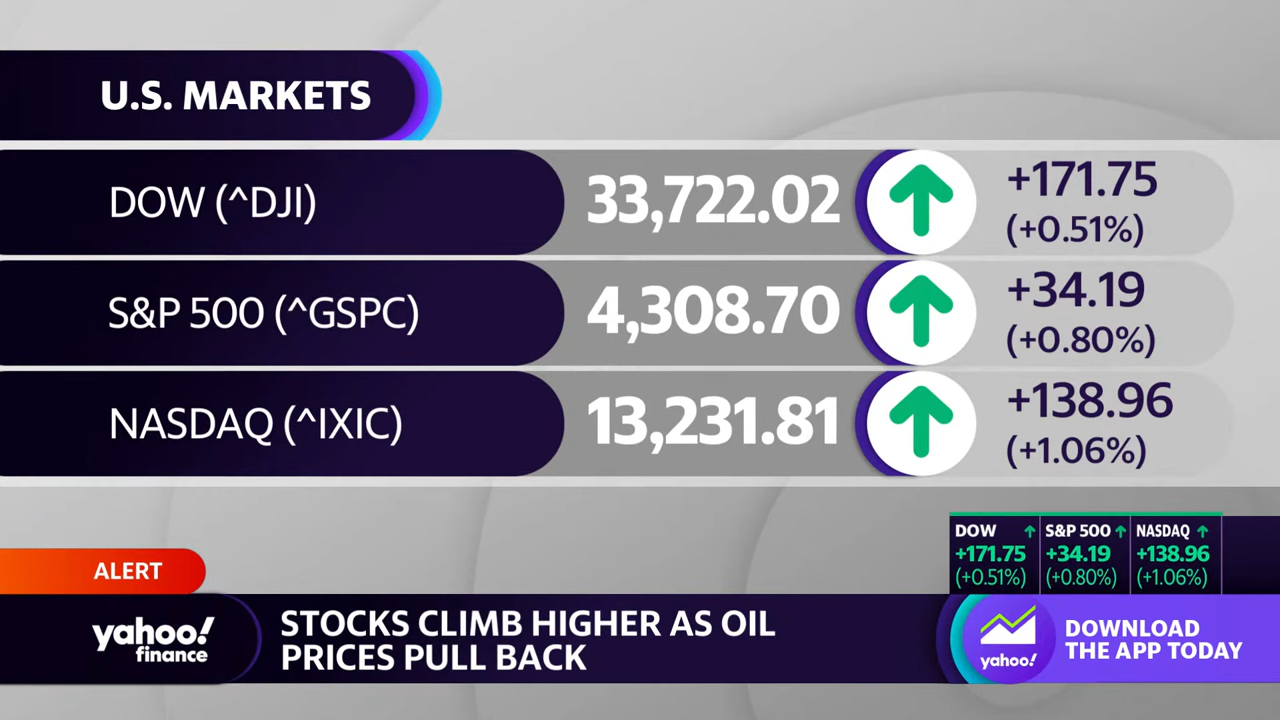 U.S. MARKETS
DOW (^DJI)
33,722.02
+171.75
(+0.51%)
S&P 500 (^GSPC)
4,308.70
+34.19
(+0.80%)
NASDAQ (^IXIC)
13,231.81
+138.96
(+1.06%)
DOW
+171.75
(+0.51%)
S&P 500
+34.19
(+0.80%)
NASDAQ
+138.96
(+1.06%)
ALERT
yahoo!
finance
STOCKS CLIMB HIGHER AS OIL
PRICES PULL BACK
yahoo!
DOWNLOAD
THE APP TODAY